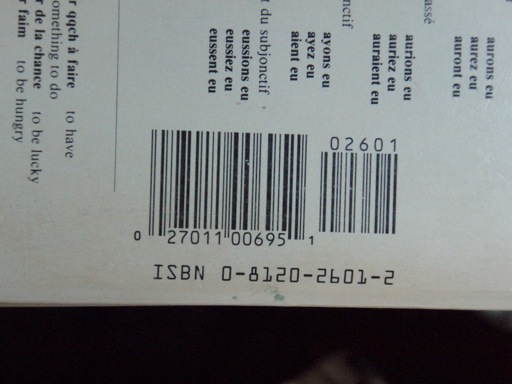 aurons eu
aurez eu
auront eu
assé
aurions eu
auriez eu
auraient eu
nctif
ayons eu
ayez eu
aient eu
t du subjonctif
eussions eu
eussiez eu
eussent eu
r qqch à faire to have
omething to do
r de la chance to be lucky
r faim to be hungry
02601
0 27011 00695 1
ISBN 0-8120-2601-2